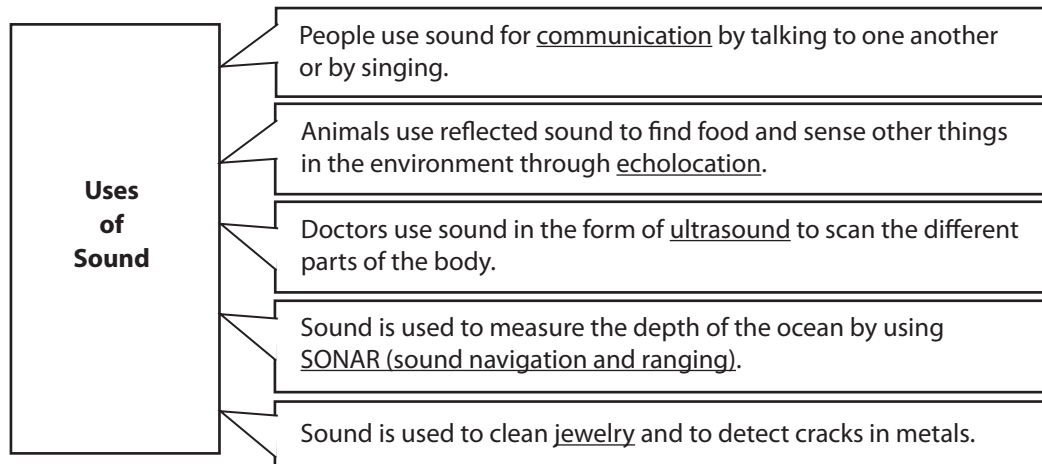 Uses
of
Sound
People use sound for communication by talking to one another
or by singing.
Animals use reflected sound to find food and sense other things
in the environment through echolocation.
Doctors use sound in the form of ultrasound to scan the different
parts of the body.
Sound is used to measure the depth of the ocean by using
SONAR (sound navigation and ranging).
Sound is used to clean jewelry and to detect cracks in metals.